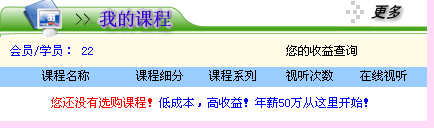 >> 我的课程 更多
会员/学员： 22 您的收益查询
课程名称 课程细分 课程系列 视听次数 在线视听
您还没有选购课程！低成本，高收益！年薪50万从这里开始！